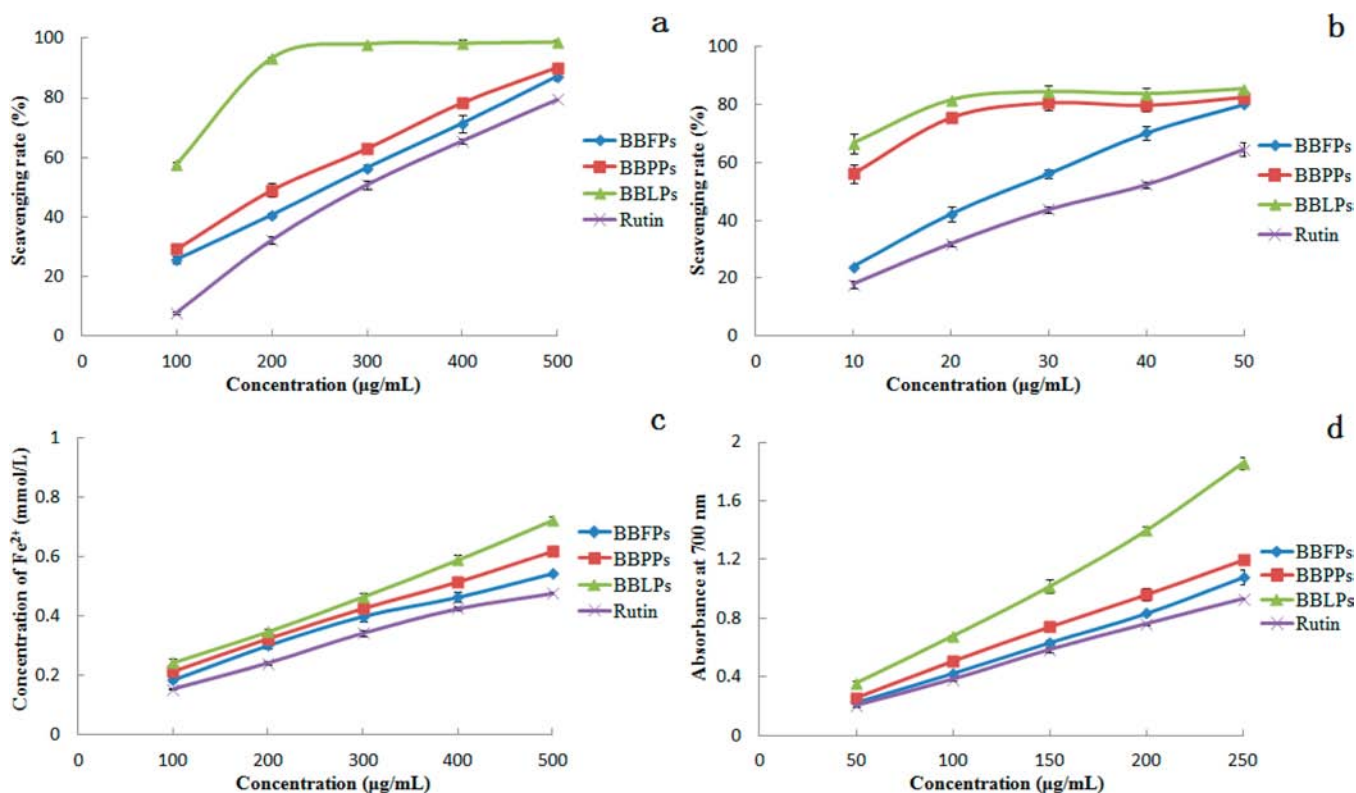 a
Scavenging rate (%)
100
80
60
40
20
0
0 100 200 300 400 500
Concentration (µg/mL)
BBFPs
BBPPs
BBLPs
Rutin
b
Scavenging rate (%)
100
80
60
40
20
0
0 10 20 30 40 50
Concentration (µg/mL)
BBFPs
BBPPs
BBLPs
Rutin
c
Concentration of Fe²⁺ (mmol/L)
1
0.8
0.6
0.4
0.2
0
0 100 200 300 400 500
Concentration (µg/mL)
BBFPs
BBPPs
BBLPs
Rutin
d
Absorbance at 700 nm
2
1.6
1.2
0.8
0.4
0
0 50 100 150 200 250
Concentration (µg/mL)
BBFPs
BBPPs
BBLPs
Rutin